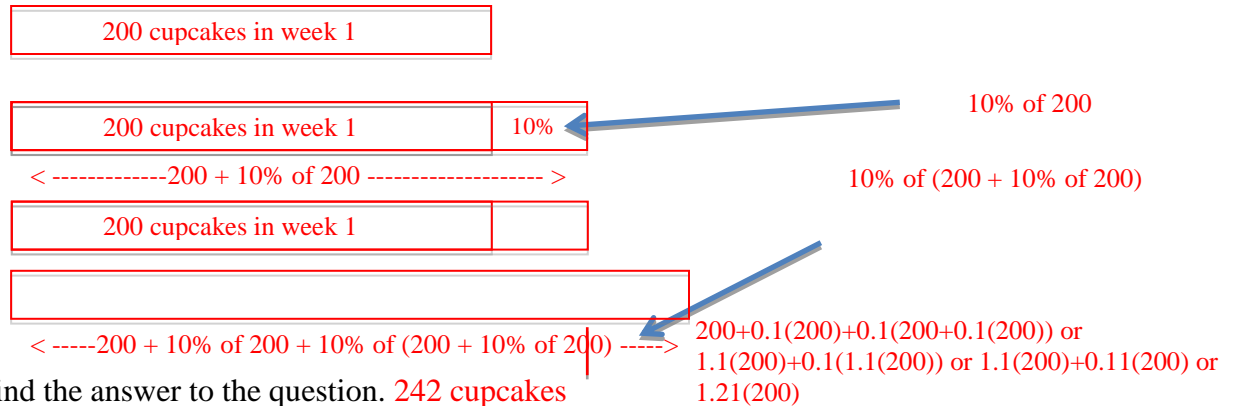 200 cupcakes in week 1
200 cupcakes in week 1 10%
10% of 200
< -------------200 + 10% of 200 -------------------- >
10% of (200 + 10% of 200)
200 cupcakes in week 1
< -----200 + 10% of 200 + 10% of (200 + 10% of 200) ----->
200+0.1(200)+0.1(200+0.1(200)) or
1.1(200)+0.1(1.1(200)) or 1.1(200)+0.11(200) or
1.21(200)
ind the answer to the question. 242 cupcakes